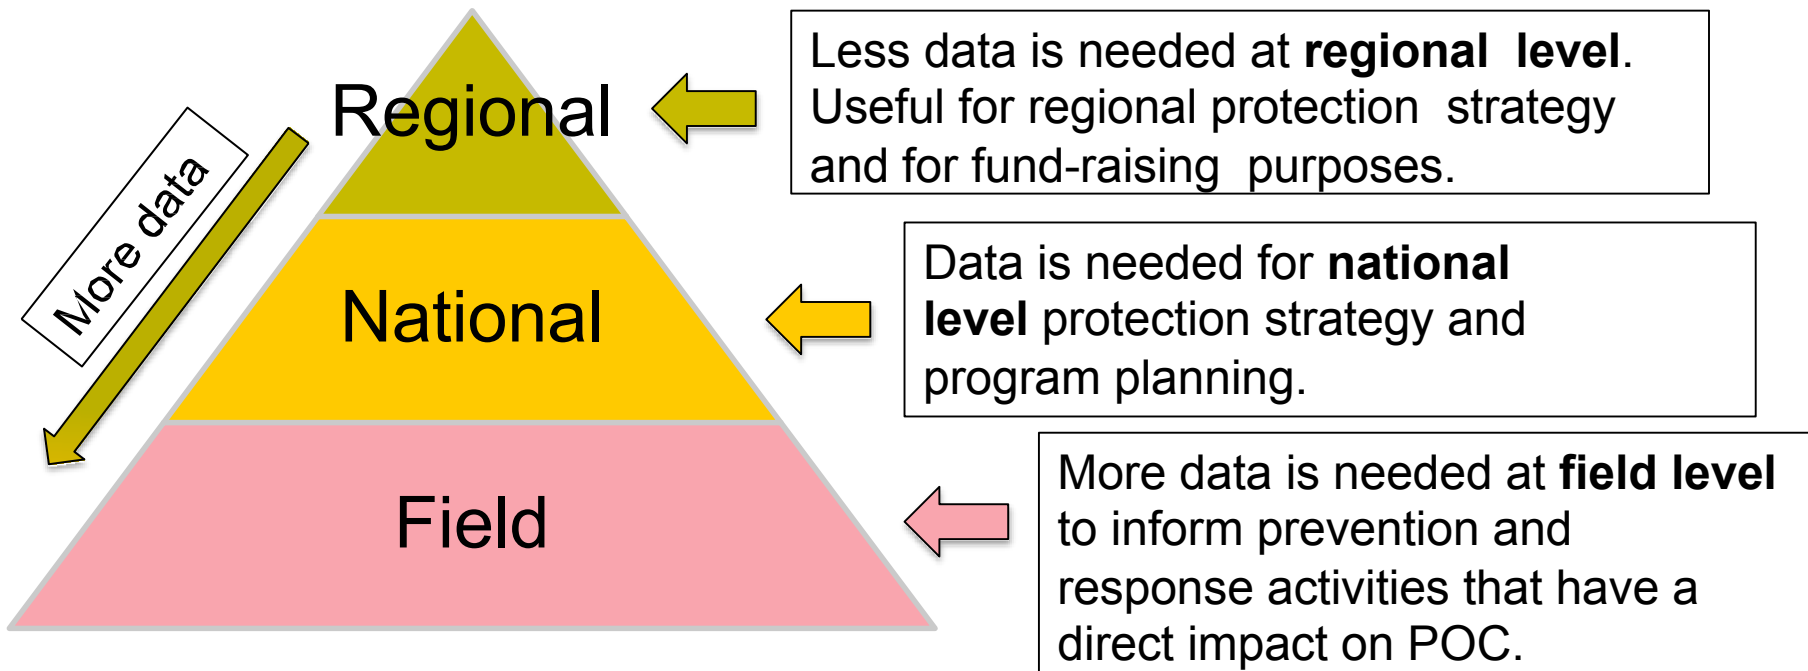 Regional
Less data is needed at regional level.
Useful for regional protection strategy
and for fund-raising purposes.
More data
National
Data is needed for national
level protection strategy and
program planning.
Field
More data is needed at field level
to inform prevention and
response activities that have a
direct impact on POC.